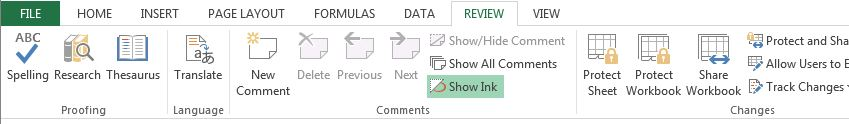 FILE HOME INSERT PAGE LAYOUT FORMULAS DATA REVIEW VIEW
ABC
Spelling Research Thesaurus
Proofing
a あ
Translate
Language
New Comment
Delete Previous Next
Show/Hide Comment
Show All Comments
Show Ink
Comments
Protect Sheet
Protect Workbook
Share Workbook
Protect and Sha
Allow Users to E
Track Changes
Changes